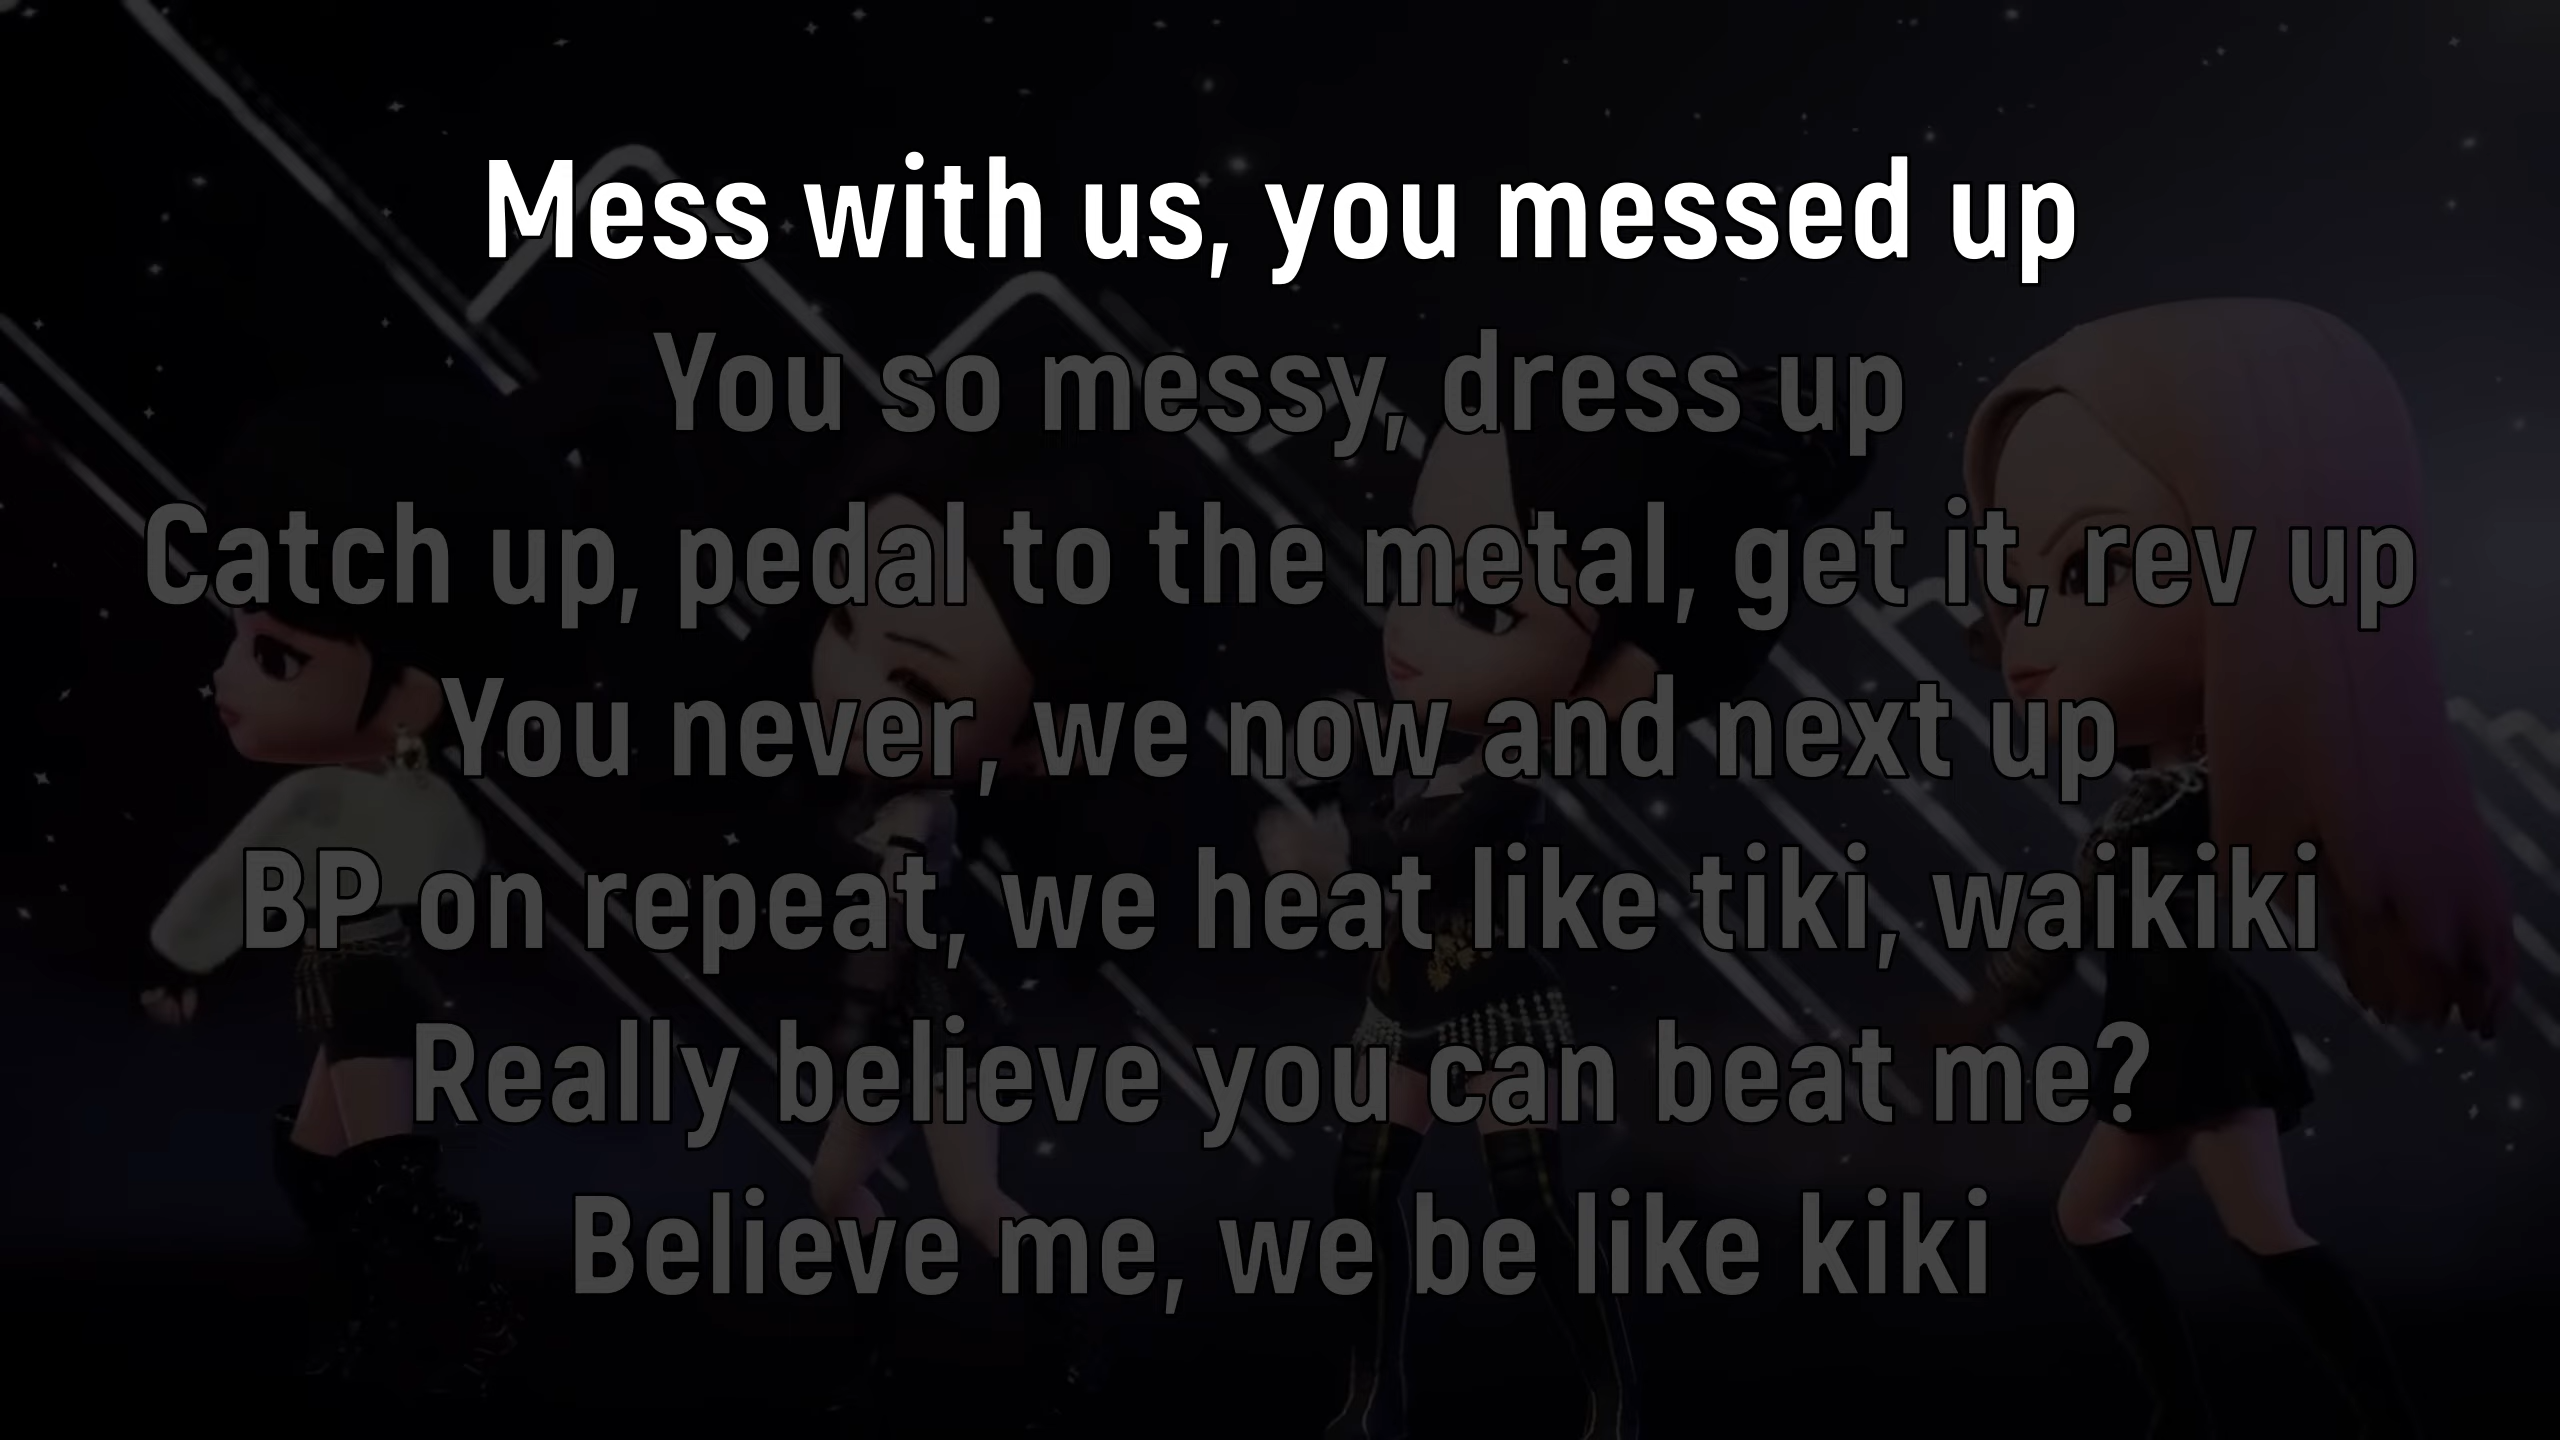 Mess with us, you messed up
You so messy, dress up
Catch up, pedal to the metal, get it, rev up
You never, we now and next up
BP on repeat, we heat like tiki, waikiki
Really believe you can beat me?
Believe me, we be like kiki